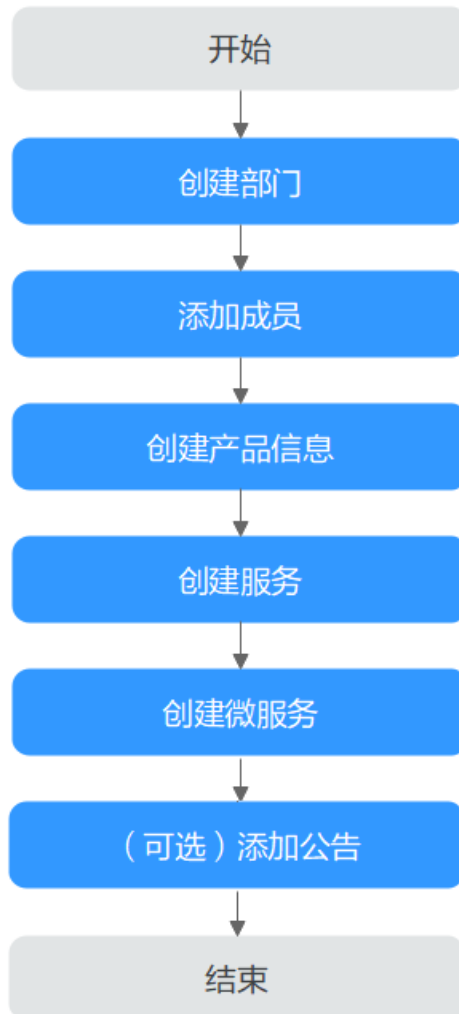 开始
创建部门
添加成员
创建产品信息
创建服务
创建微服务
（可选）添加公告
结束